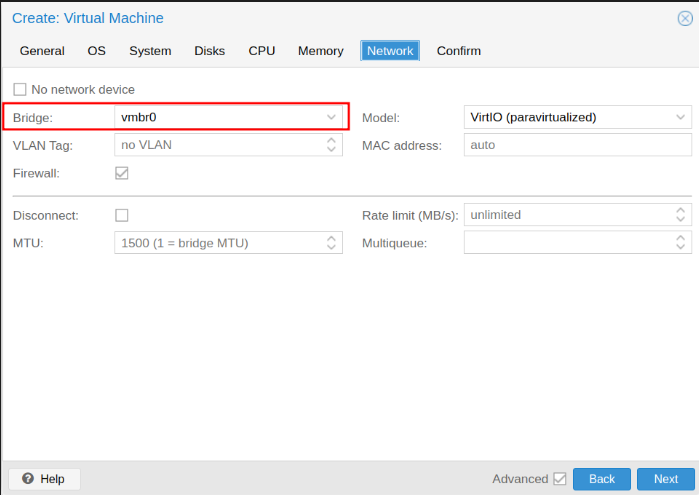 Create: Virtual Machine
General OS System Disks CPU Memory Network Confirm
No network device
Bridge: vmbr0 Model: VirtIO (paravirtualized)
VLAN Tag: no VLAN MAC address: auto
Firewall:
Disconnect: Rate limit (MB/s): unlimited
MTU: 1500 (1 = bridge MTU) Multiqueue:
? Help Advanced Back Next